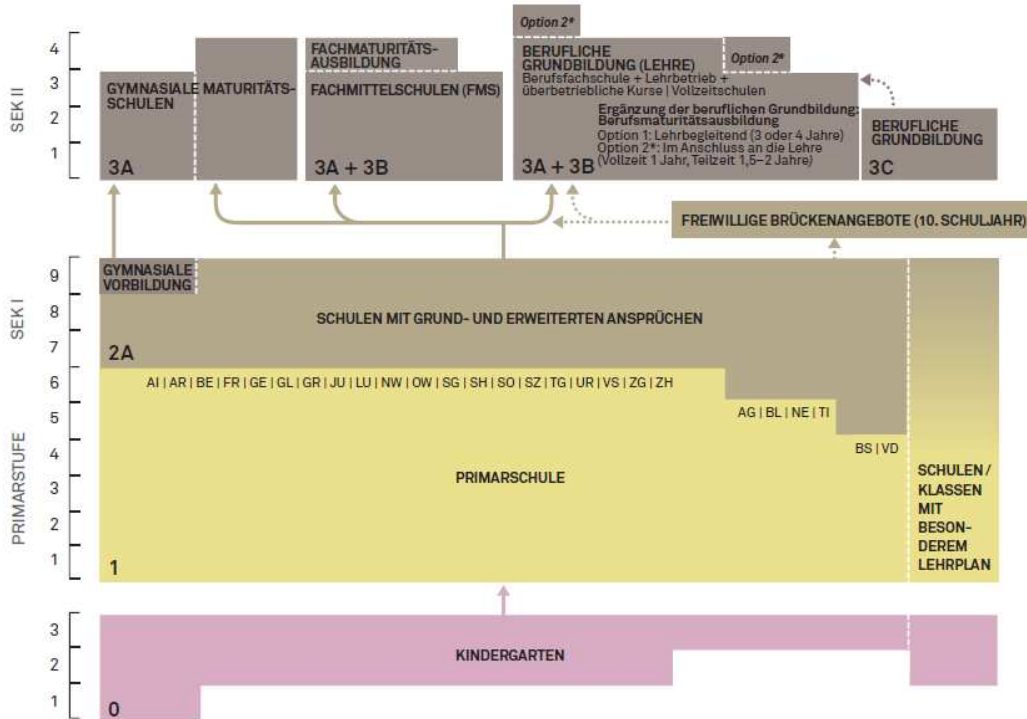 SEK II
4
3
2
1
GYMNASIALE MATURITÄTS-
SCHULEN
3A
FACHMATURITÄTS-
AUSBILDUNG
FACHMITTELSCHULEN (FMS)
3A + 3B
Option 2*
BERUFLICHE
GRUNDBILDUNG (LEHRE)
Berufsfachschule + Lehrbetrieb +
überbetriebliche Kurse | Vollzeitschulen
Option 2*
Ergänzung der beruflichen Grundbildung:
Berufsmaturitätsausbildung
Option 1: Lehrbegleitend (3 oder 4 Jahre)
Option 2*: Im Anschluss an die Lehre
(Vollzeit 1 Jahr, Teilzeit 1,5–2 Jahre)
3A + 3B
BERUFLICHE
GRUNDBILDUNG
3C
FREIWILLIGE BRÜCKENANGEBOTE (10. SCHULJAHR)
SEK I
9
8
7
GYMNASIALE
VORBILDUNG
SCHULEN MIT GRUND- UND ERWEITERTEN ANSPRÜCHEN
2A
PRIMARSTUFE
6
5
4
3
2
1
AI | AR | BE | FR | GE | GL | GR | JU | LU | NW | OW | SG | SH | SO | SZ | TG | UR | VS | ZG | ZH
AG | BL | NE | TI
BS | VD
PRIMARSCHULE
1
SCHULEN /
KLASSEN
MIT
BESON-
DEREM
LEHRPLAN
3
2
1
KINDERGARTEN
0